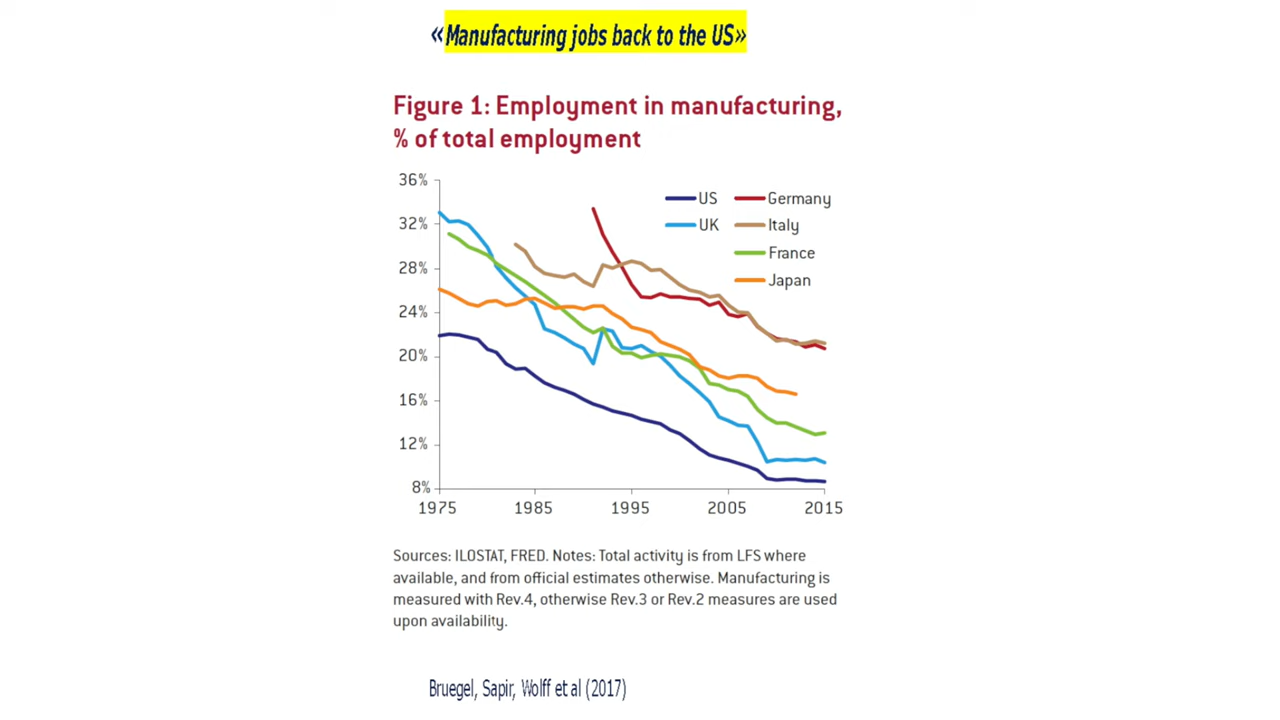 «Manufacturing jobs back to the US»
Figure 1: Employment in manufacturing,
% of total employment
36%
32%
28%
24%
20%
16%
12%
8%
US
Germany
UK
Italy
France
Japan
1975 1985 1995 2005 2015
Sources: ILOSTAT, FRED. Notes: Total activity is from LFS where
available, and from official estimates otherwise. Manufacturing is
measured with Rev.4, otherwise Rev.3 or Rev.2 measures are used
upon availability.
Bruegel, Sapir, Wolff et al (2017)